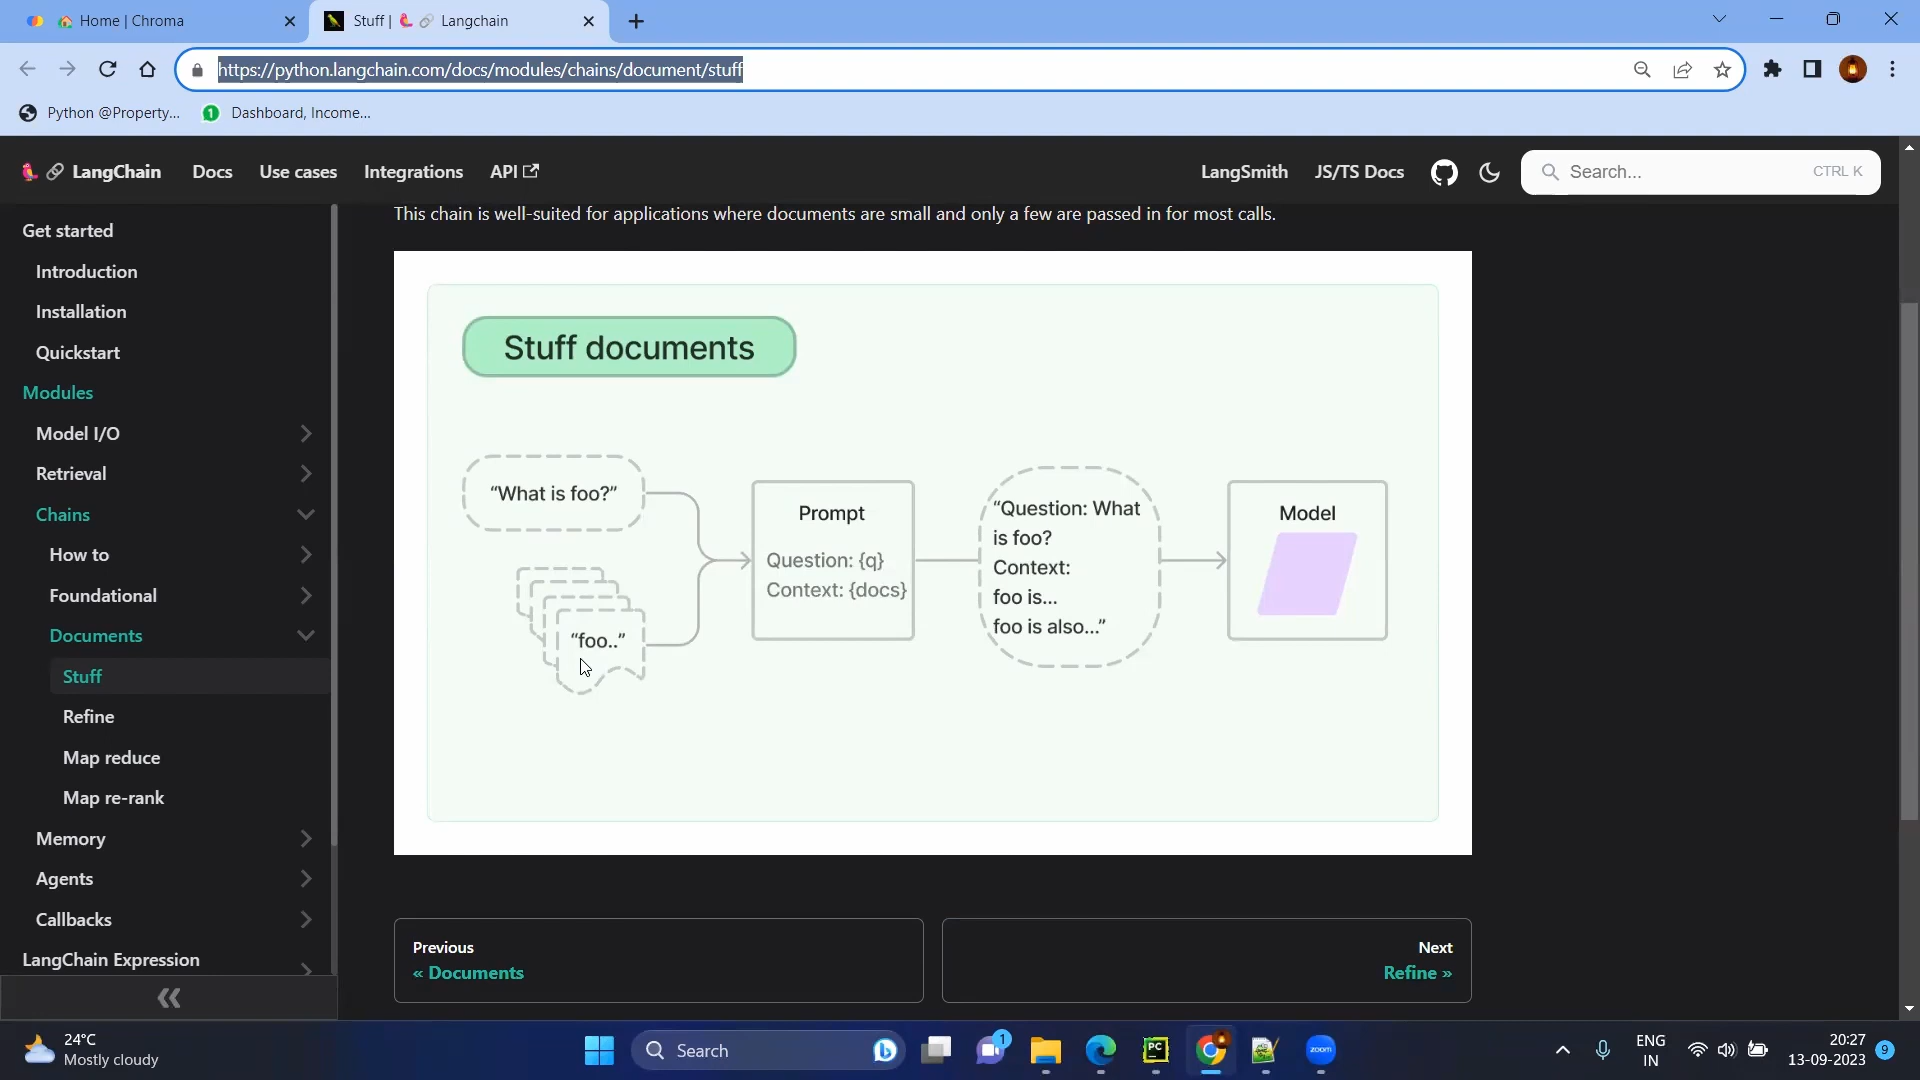 Home | Chroma
Stuff | Langchain
https://python.langchain.com/docs/modules/chains/document/stuff
Python @Property...
1
Dashboard, Income...
LangChain
Docs
Use cases
Integrations
API
LangSmith
JS/TS Docs
Search...
CTRL K
Get started
Introduction
Installation
Quickstart
Modules
Model I/O
Retrieval
Chains
How to
Foundational
Documents
Stuff
Refine
Map reduce
Map re-rank
Memory
Agents
Callbacks
LangChain Expression
This chain is well-suited for applications where documents are small and only a few are passed in for most calls.
Stuff documents
“What is foo?”
“foo..”
Prompt
Question: {q}
Context: {docs}
“Question: What
is foo?
Context:
foo is...
foo is also...”
Model
Previous
« Documents
Next
Refine »
24°C
Mostly cloudy
Search
1
PC
zoom
ENG
IN
20:27
13-09-2023
9